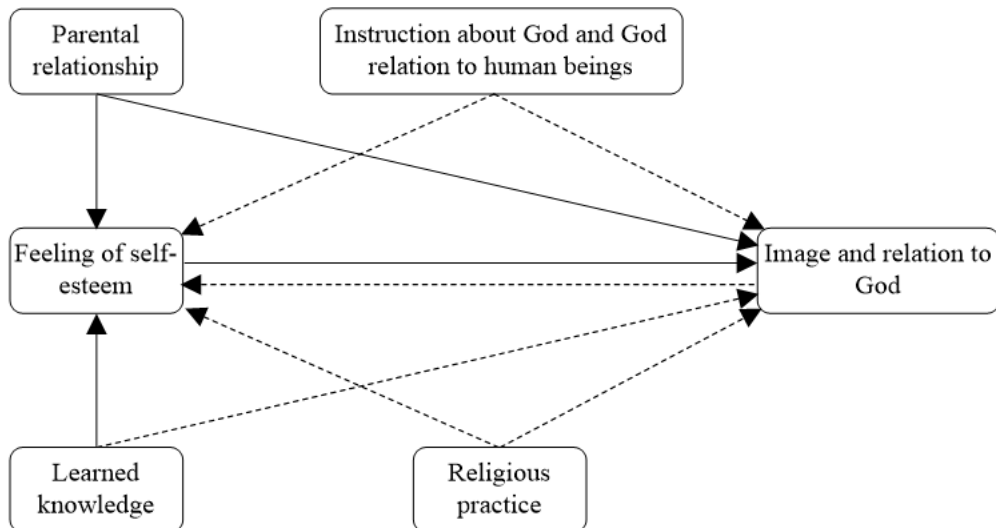 Parental
relationship
Instruction about God and God
relation to human beings
Feeling of self-
esteem
Image and relation to
God
Learned
knowledge
Religious
practice